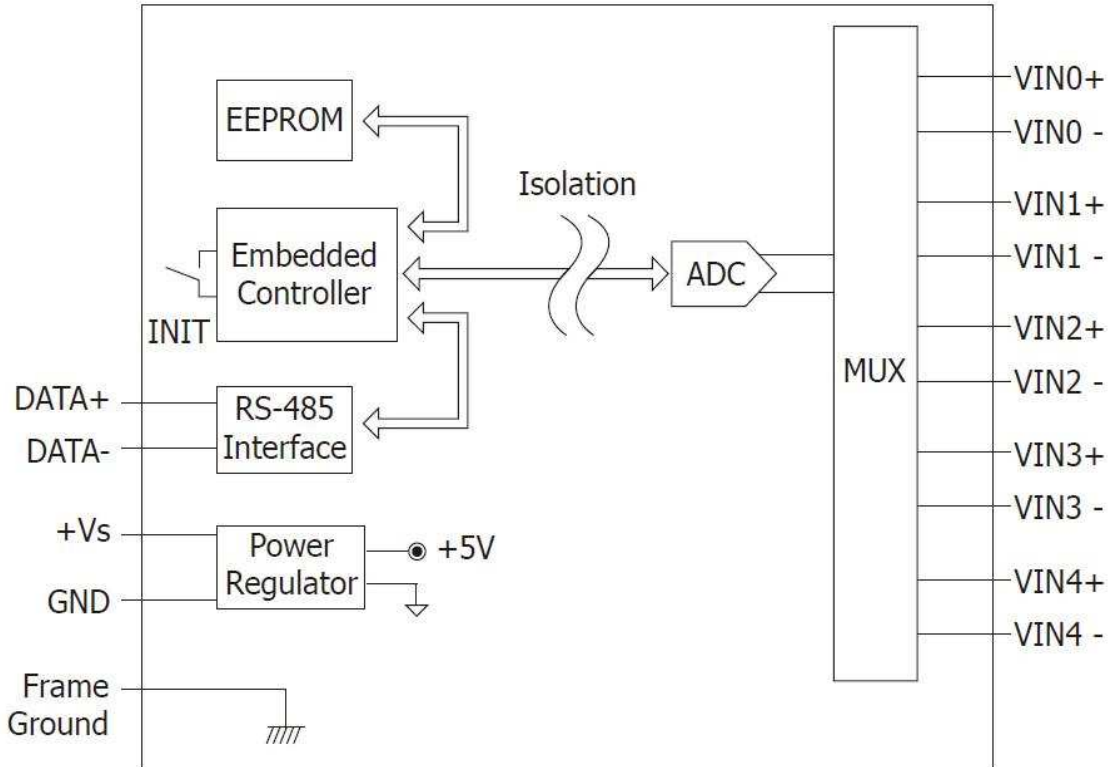 EEPROM
Isolation
Embedded
Controller
INIT
ADC
MUX
DATA+
DATA-
RS-485
Interface
+Vs
GND
Power
Regulator
+5V
Frame
Ground
VIN0+
VIN0 -
VIN1+
VIN1 -
VIN2+
VIN2 -
VIN3+
VIN3 -
VIN4+
VIN4 -